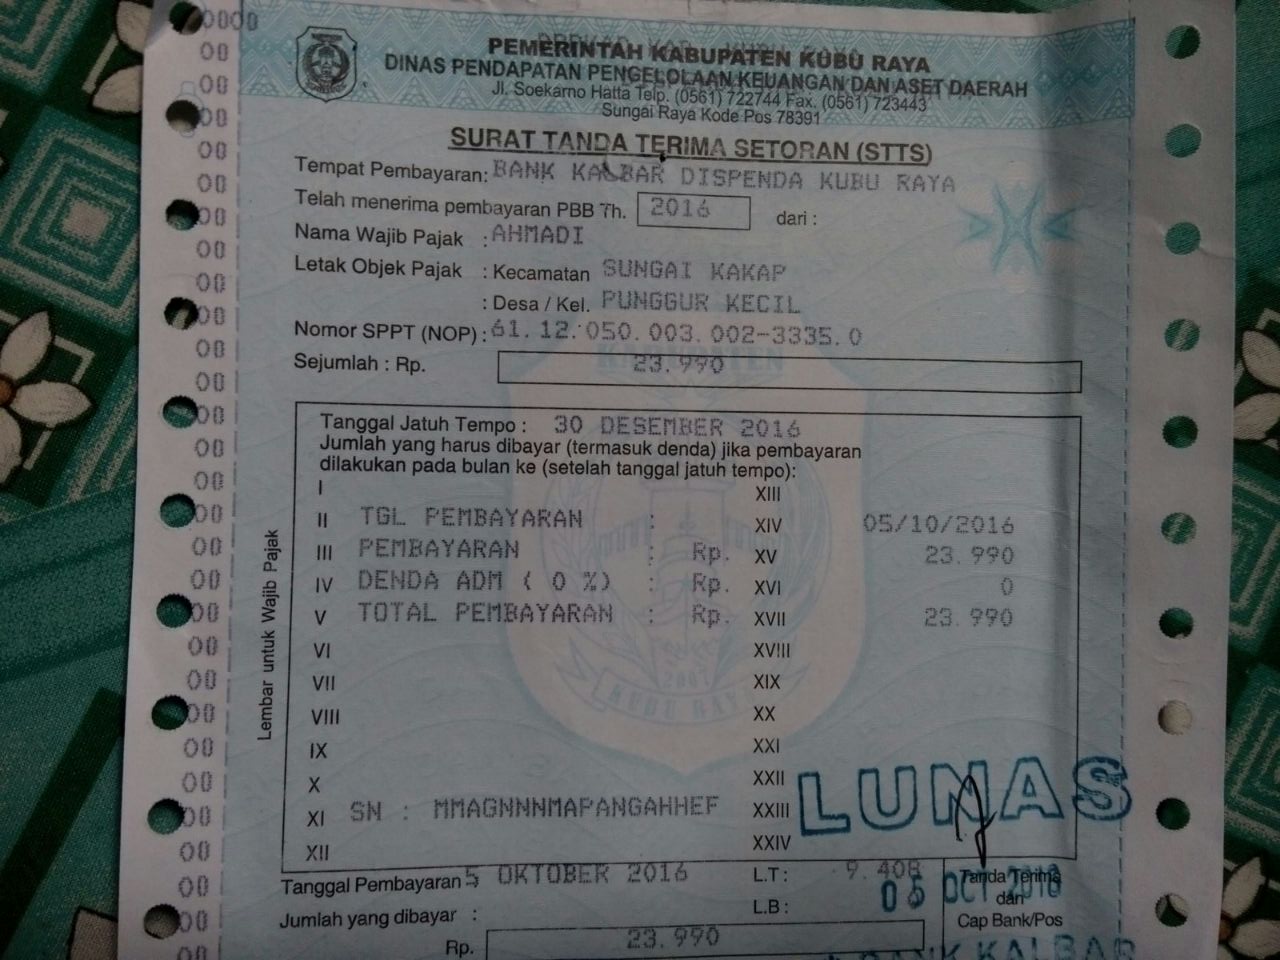 PEMERINTAH KABUPATEN KUBU RAYA
DINAS PENDAPATAN PENGELOLAAN KEUANGAN DAN ASET DAERAH
Jl. Soekarno Hatta Telp. (0561) 722744 Fax. (0561) 723443
Sungai Raya Kode Pos 78391
SURAT TANDA TERIMA SETORAN (STTS)
Tempat Pembayaran: BANK KALBAR DISPENDA KUBU RAYA
Telah menerima pembayaran PBB Th. 2016 dari :
Nama Wajib Pajak : AHMADI
Letak Objek Pajak : Kecamatan SUNGAI KAKAP
: Desa / Kel. PUNGGUR KECIL
Nomor SPPT (NOP) : 61.12.050.003.002-3335.0
Sejumlah : Rp. 23.990
KABUPATEN
Tanggal Jatuh Tempo : 30 DESEMBER 2016
Jumlah yang harus dibayar (termasuk denda) jika pembayaran
dilakukan pada bulan ke (setelah tanggal jatuh tempo):
I XIII
II TGL PEMBAYARAN : XIV 05/10/2016
III PEMBAYARAN : Rp. XV 23.990
IV DENDA ADM ( 0 %) : Rp. XVI 0
V TOTAL PEMBAYARAN : Rp. XVII 23.990
VI XVIII
VII XIX
VIII XX
IX XXI
X XXII
XI SN : MMAGNNNMAPANGAHHEF XXIII
XII XXIV
2007
KUBU RAYA
LUNAS
Lembar untuk Wajib Pajak
Tanggal Pembayaran 5 OKTOBER 2016 L.T : 9.408
Jumlah yang dibayar : L.B :
Rp. 23.990
Tanda Terima
dan
Cap Bank/Pos
05 OCT 2016
BANK KALBAR